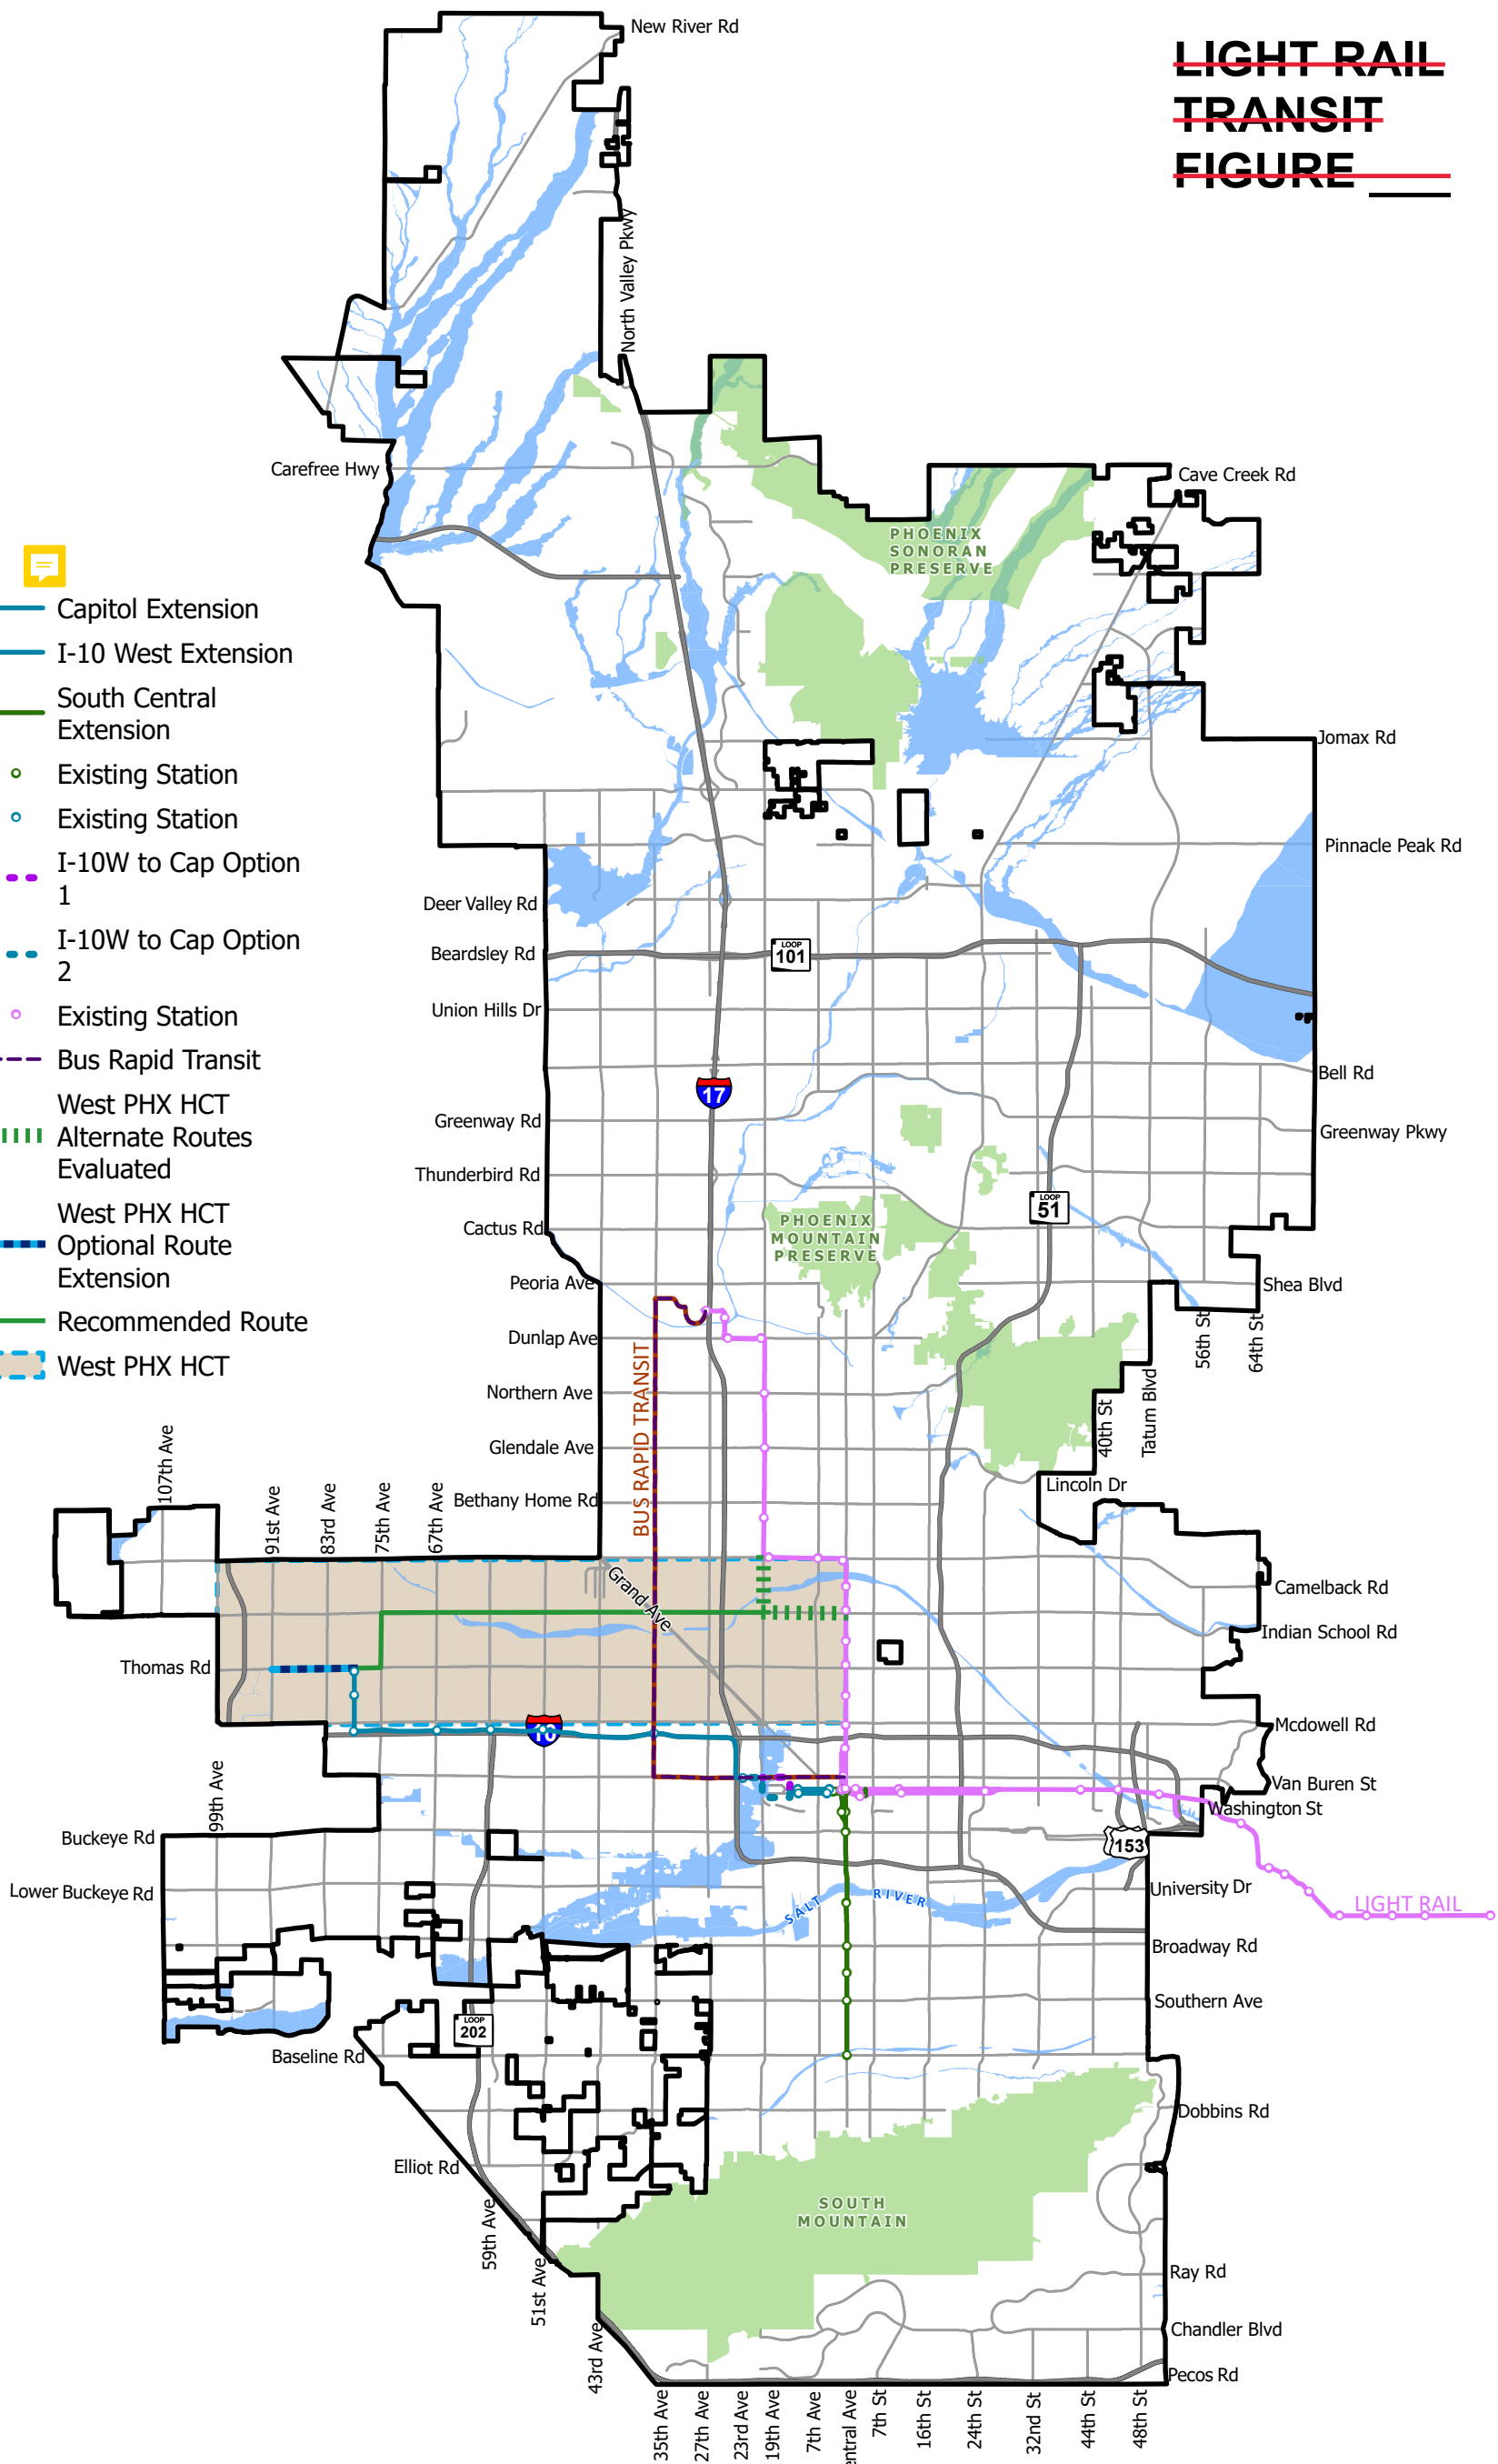 LIGHT RAIL
TRANSIT
FIGURE ____
New River Rd
North Valley Pkwy
Carefree Hwy
Cave Creek Rd
PHOENIX
SONORAN
PRESERVE
Capitol Extension
I-10 West Extension
South Central
Extension
Existing Station
Existing Station
I-10W to Cap Option
1
I-10W to Cap Option
2
Existing Station
Bus Rapid Transit
West PHX HCT
Alternate Routes
Evaluated
West PHX HCT
Optional Route
Extension
Recommended Route
West PHX HCT
Jomax Rd
Pinnacle Peak Rd
Deer Valley Rd
Beardsley Rd
LOOP
101
Union Hills Dr
Bell Rd
17
Greenway Rd
Greenway Pkwy
Thunderbird Rd
LOOP
51
Cactus Rd
PHOENIX
MOUNTAIN
PRESERVE
Peoria Ave
Shea Blvd
Dunlap Ave
56th St
64th St
BUS RAPID TRANSIT
Northern Ave
40th St
Tatum Blvd
Glendale Ave
Lincoln Dr
Bethany Home Rd
107th Ave
91st Ave
83rd Ave
75th Ave
67th Ave
Grand Ave
Camelback Rd
Indian School Rd
Thomas Rd
10
Mcdowell Rd
Van Buren St
Washington St
99th Ave
Buckeye Rd
153
Lower Buckeye Rd
University Dr
SALT RIVER
LIGHT RAIL
Broadway Rd
Southern Ave
LOOP
202
Baseline Rd
Dobbins Rd
Elliot Rd
SOUTH
MOUNTAIN
59th Ave
51st Ave
43rd Ave
Ray Rd
Chandler Blvd
Pecos Rd
35th Ave
27th Ave
23rd Ave
19th Ave
7th Ave
entral Ave
7th St
16th St
24th St
32nd St
44th St
48th St